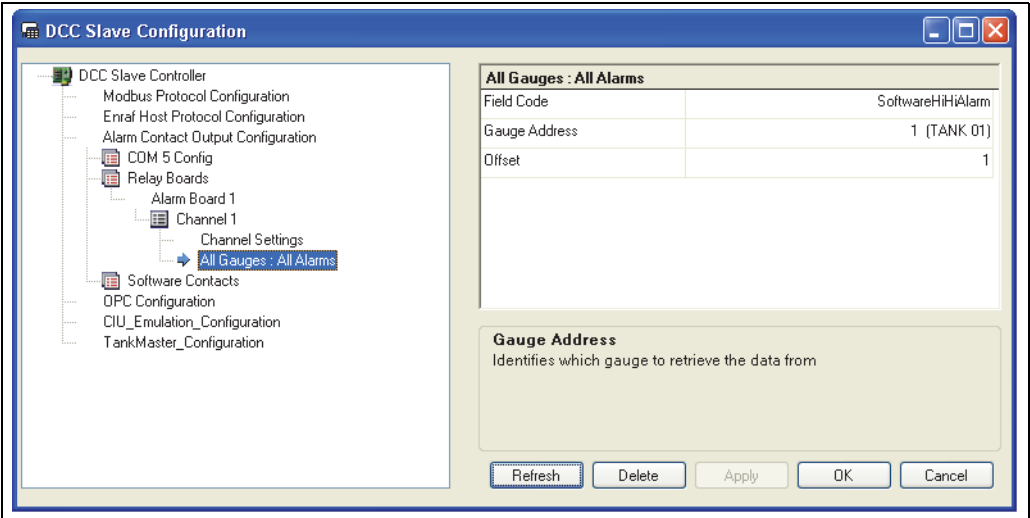 DCC Slave Configuration
DCC Slave Controller
Modbus Protocol Configuration
Enraf Host Protocol Configuration
Alarm Contact Output Configuration
COM 5 Config
Relay Boards
Alarm Board 1
Channel 1
Channel Settings
All Gauges : All Alarms
Software Contacts
OPC Configuration
CIU_Emulation_Configuration
TankMaster_Configuration
All Gauges : All Alarms
Field Code SoftwareHiHiAlarm
Gauge Address 1 (TANK 01)
Offset 1
Gauge Address
Identifies which gauge to retrieve the data from
Refresh Delete Apply OK Cancel